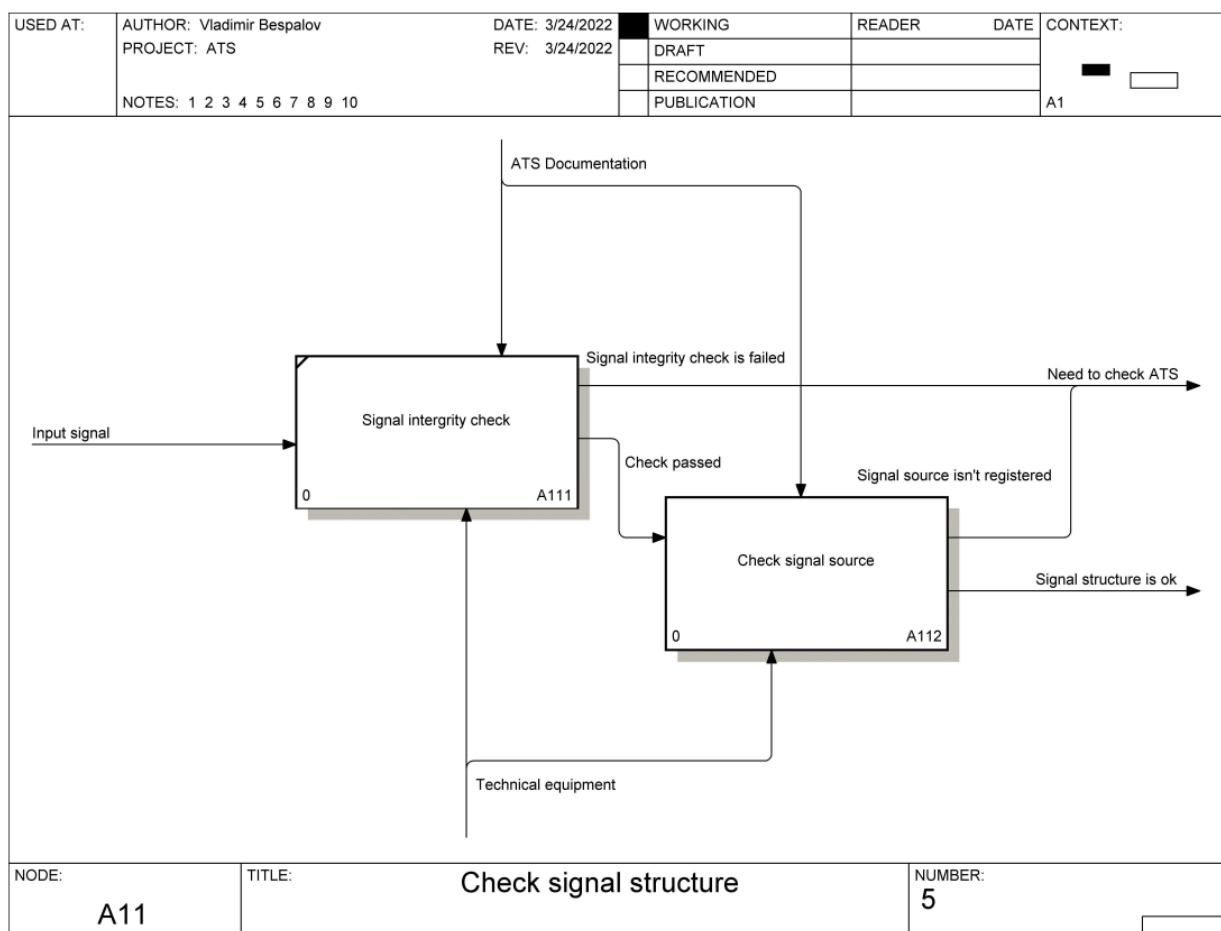 USED AT:
AUTHOR: Vladimir Bespalov
DATE: 3/24/2022
WORKING
READER
DATE
CONTEXT:
PROJECT: ATS
REV: 3/24/2022
DRAFT
RECOMMENDED
NOTES: 1 2 3 4 5 6 7 8 9 10
PUBLICATION
A1
ATS Documentation
Signal integrity check is failed
Need to check ATS
Signal intergrity check
Input signal
Check passed
Signal source isn't registered
0
A111
Check signal source
Signal structure is ok
0
A112
Technical equipment
NODE:
A11
TITLE:
Check signal structure
NUMBER:
5